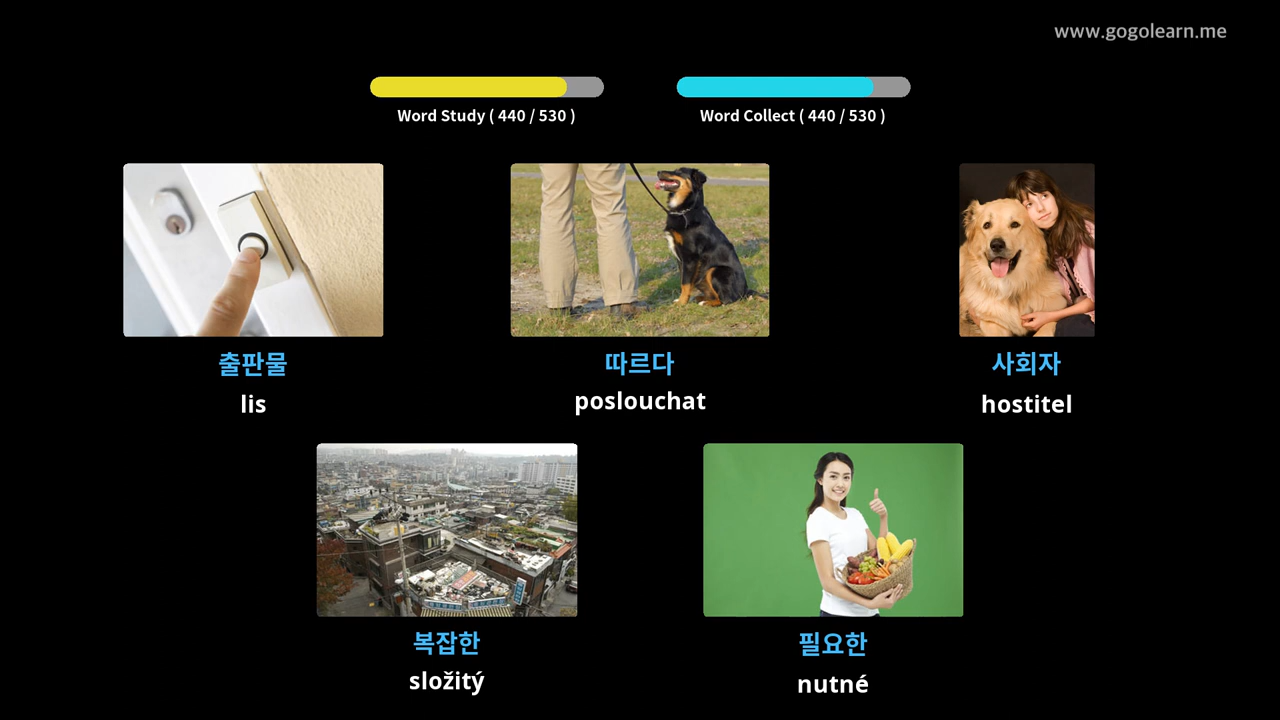 www.gogolearn.me
Word Study ( 440 / 530 )
Word Collect ( 440 / 530 )
출판물
lis
따르다
poslouchat
사회자
hostitel
복잡한
složitý
필요한
nutné